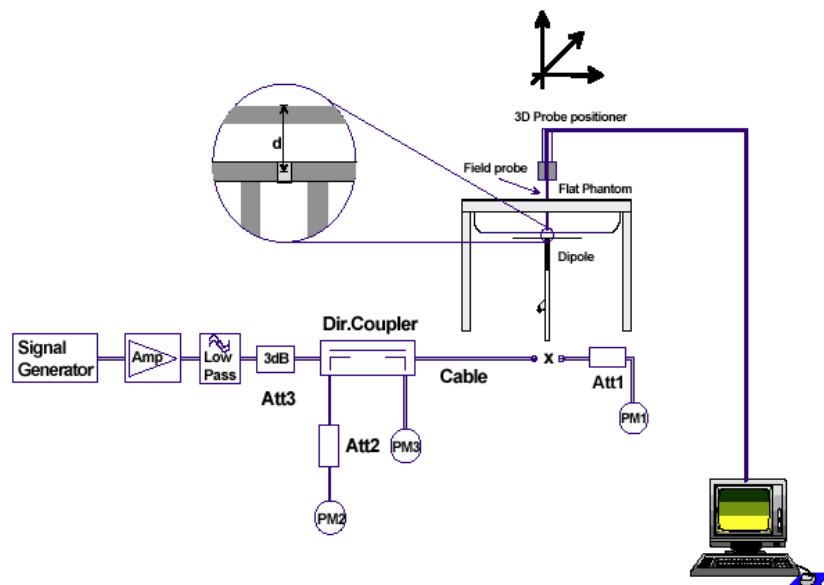 3D Probe positioner
d
Field probe
Flat Phantom
Dipole
Dir.Coupler
Signal
Generator
Amp
Low
Pass
3dB
Cable
x
Att1
Att3
PM1
Att2
PM3
PM2